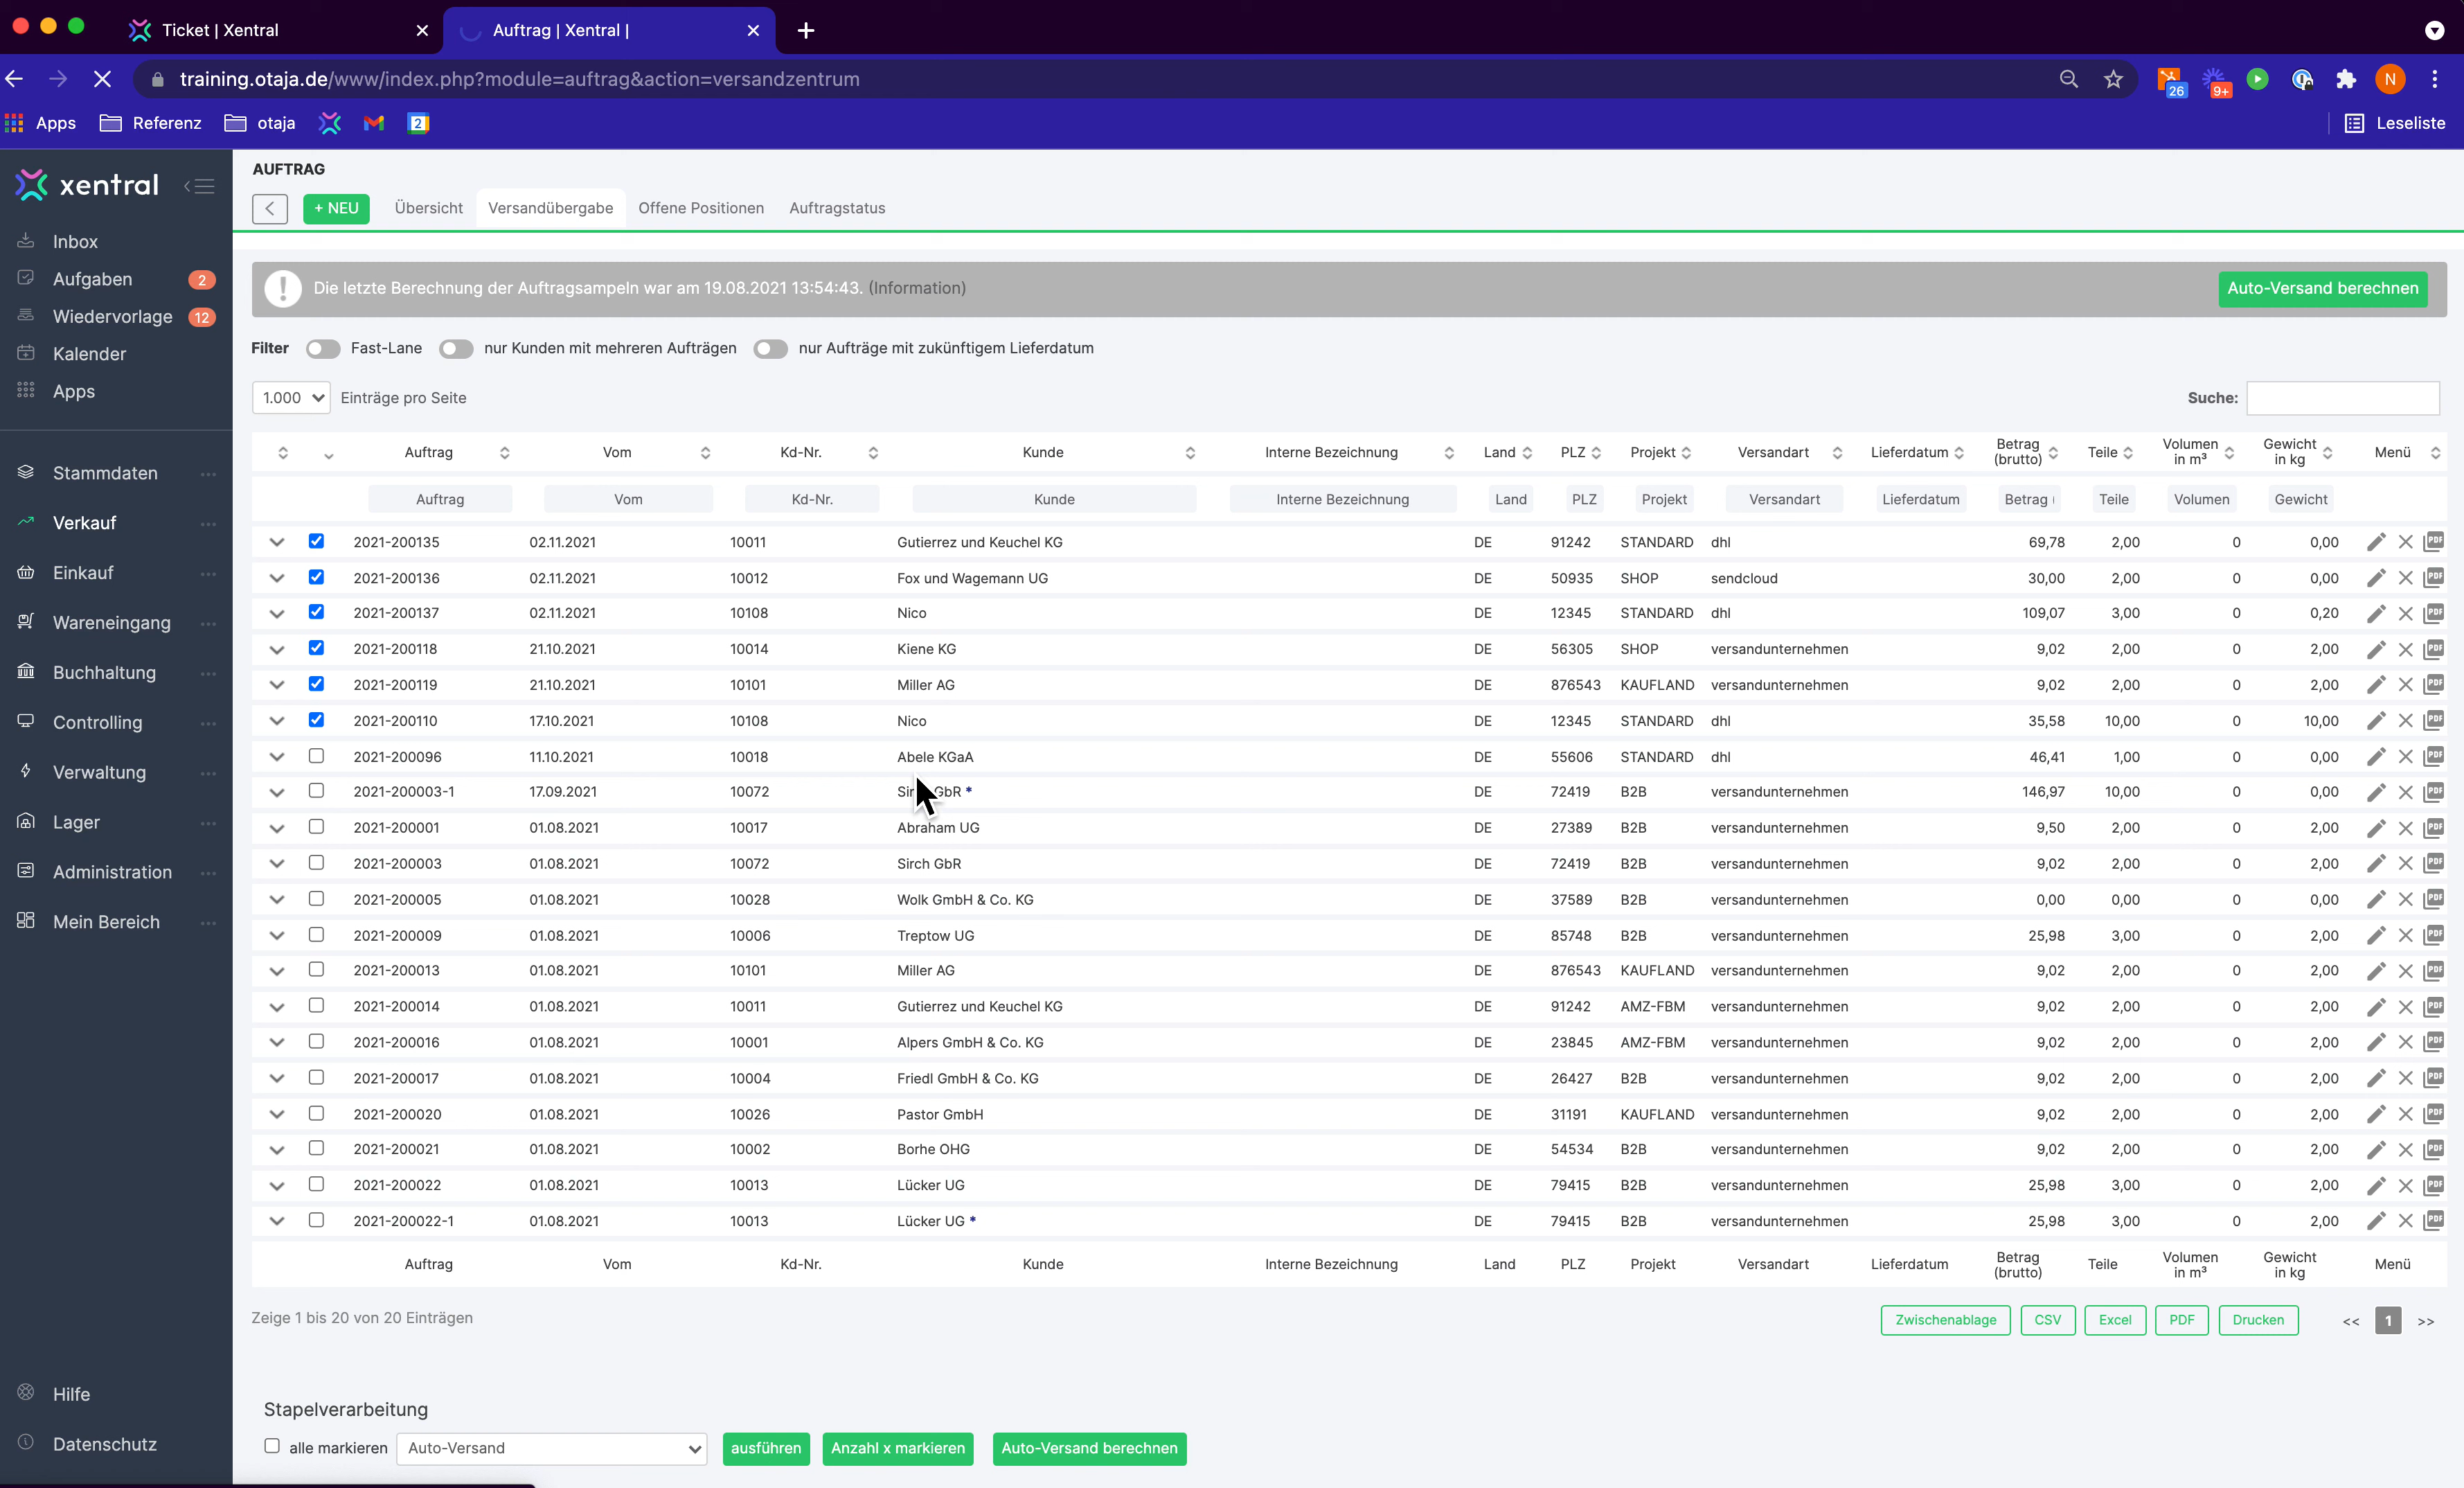 Ticket | Xentral
Auftrag | Xentral |
training.otaja.de/www/index.php?module=auftrag&action=versandzentrum
26 9+ N
Apps Referenz otaja 2 Leseliste
xentral
Inbox
Aufgaben 2
Wiedervorlage 12
Kalender
Apps
Stammdaten
Verkauf
Einkauf
Wareneingang
Buchhaltung
Controlling
Verwaltung
Lager
Administration
Mein Bereich
Hilfe
Datenschutz
AUFTRAG
+ NEU Übersicht Versandübergabe Offene Positionen Auftragstatus
Die letzte Berechnung der Auftragsampeln war am 19.08.2021 13:54:43. (Information) Auto-Versand berechnen
Filter Fast-Lane nur Kunden mit mehreren Aufträgen nur Aufträge mit zukünftigem Lieferdatum
1.000 Einträge pro Seite Suche:
Auftrag Vom Kd-Nr. Kunde Interne Bezeichnung Land PLZ Projekt Versandart Lieferdatum Betrag (brutto) Teile Volumen in m³ Gewicht in kg Menü
Auftrag Vom Kd-Nr. Kunde Interne Bezeichnung Land PLZ Projekt Versandart Lieferdatum Betrag Teile Volumen Gewicht
2021-200135 02.11.2021 10011 Gutierrez und Keuchel KG DE 91242 STANDARD dhl 69,78 2,00 0 0,00 PDF
2021-200136 02.11.2021 10012 Fox und Wagemann UG DE 50935 SHOP sendcloud 30,00 2,00 0 0,00 PDF
2021-200137 02.11.2021 10108 Nico DE 12345 STANDARD dhl 109,07 3,00 0 0,20 PDF
2021-200118 21.10.2021 10014 Kiene KG DE 56305 SHOP versandunternehmen 9,02 2,00 0 2,00 PDF
2021-200119 21.10.2021 10101 Miller AG DE 876543 KAUFLAND versandunternehmen 9,02 2,00 0 2,00 PDF
2021-200110 17.10.2021 10108 Nico DE 12345 STANDARD dhl 35,58 10,00 0 10,00 PDF
2021-200096 11.10.2021 10018 Abele KGaA DE 55606 STANDARD dhl 46,41 1,00 0 0,00 PDF
2021-200003-1 17.09.2021 10072 GbR * DE 72419 B2B versandunternehmen 146,97 10,00 0 0,00 PDF
2021-200001 01.08.2021 10017 Abraham UG DE 27389 B2B versandunternehmen 9,50 2,00 0 2,00 PDF
2021-200003 01.08.2021 10072 Sirch GbR DE 72419 B2B versandunternehmen 9,02 2,00 0 2,00 PDF
2021-200005 01.08.2021 10028 Wolk GmbH & Co. KG DE 37589 B2B versandunternehmen 0,00 0,00 0 0,00 PDF
2021-200009 01.08.2021 10006 Treptow UG DE 85748 B2B versandunternehmen 25,98 3,00 0 2,00 PDF
2021-200013 01.08.2021 10101 Miller AG DE 876543 KAUFLAND versandunternehmen 9,02 2,00 0 2,00 PDF
2021-200014 01.08.2021 10011 Gutierrez und Keuchel KG DE 91242 AMZ-FBM versandunternehmen 9,02 2,00 0 2,00 PDF
2021-200016 01.08.2021 10001 Alpers GmbH & Co. KG DE 23845 AMZ-FBM versandunternehmen 9,02 2,00 0 2,00 PDF
2021-200017 01.08.2021 10004 Friedl GmbH & Co. KG DE 26427 B2B versandunternehmen 9,02 2,00 0 2,00 PDF
2021-200020 01.08.2021 10026 Pastor GmbH DE 31191 KAUFLAND versandunternehmen 9,02 2,00 0 2,00 PDF
2021-200021 01.08.2021 10002 Borhe OHG DE 54534 B2B versandunternehmen 9,02 2,00 0 2,00 PDF
2021-200022 01.08.2021 10013 Lücker UG DE 79415 B2B versandunternehmen 25,98 3,00 0 2,00 PDF
2021-200022-1 01.08.2021 10013 Lücker UG * DE 79415 B2B versandunternehmen 25,98 3,00 0 2,00 PDF
Auftrag Vom Kd-Nr. Kunde Interne Bezeichnung Land PLZ Projekt Versandart Lieferdatum Betrag (brutto) Teile Volumen in m³ Gewicht in kg Menü
Zeige 1 bis 20 von 20 Einträgen Zwischenablage CSV Excel PDF Drucken << 1 >>
Stapelverarbeitung
alle markieren Auto-Versand ausführen Anzahl x markieren Auto-Versand berechnen